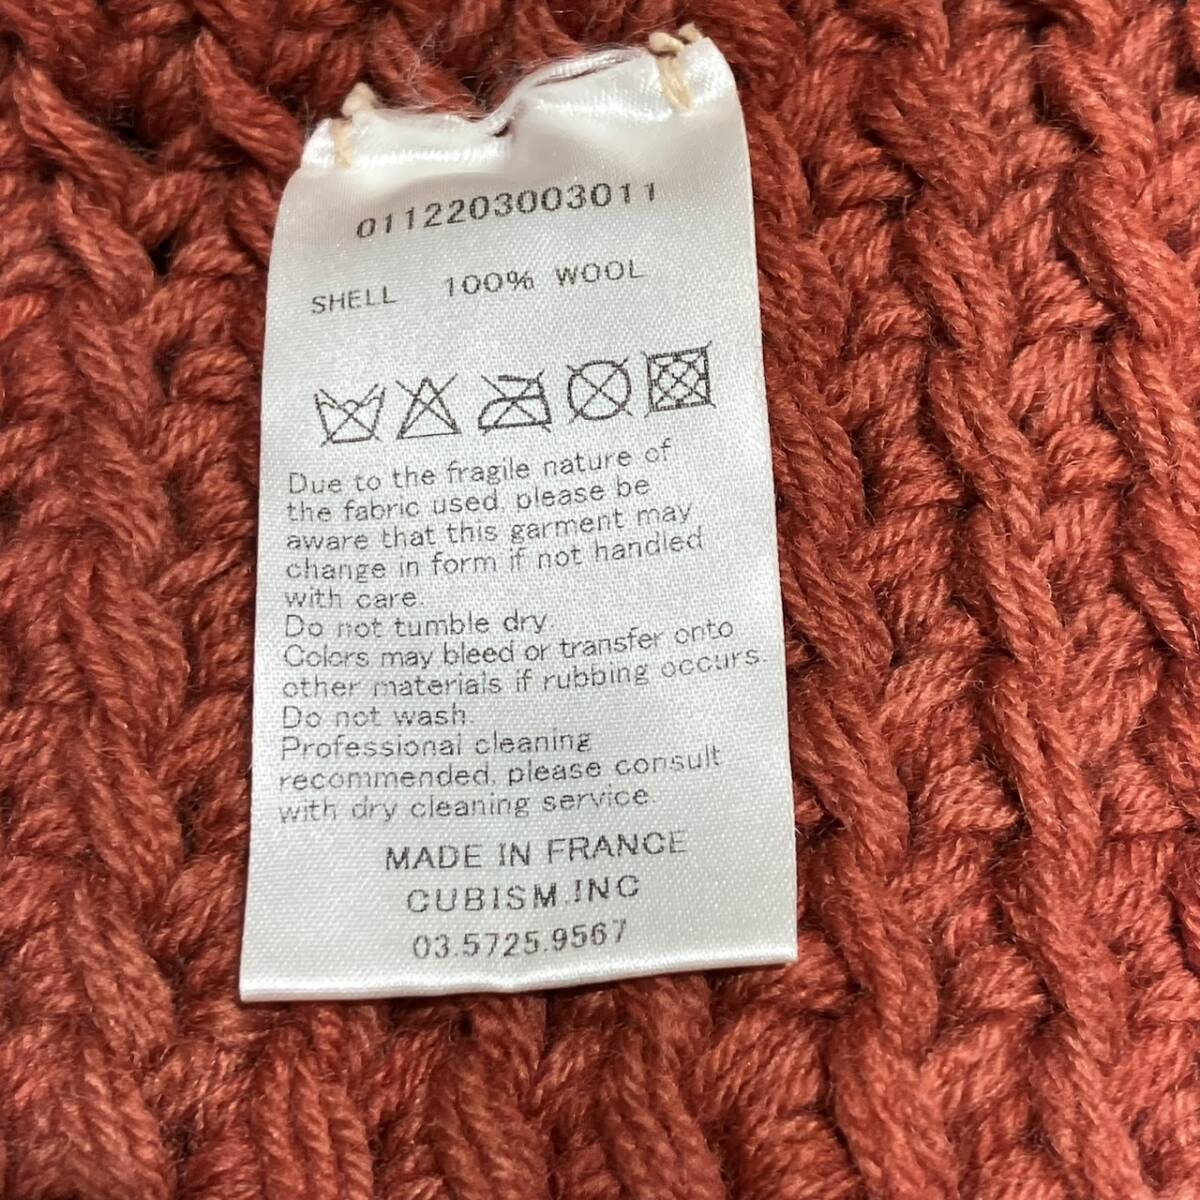 0112203003011
SHELL 100% WOOL
Due to the fragile nature of
the fabric used, please be
aware that this garment may
change in form if not handled
with care.
Do not tumble dry.
Colors may bleed or transfer onto
other materials if rubbing occurs.
Do not wash.
Professional cleaning
recommended, please consult
with dry cleaning service.
MADE IN FRANCE
CUBISM.INC
03.5725.9567